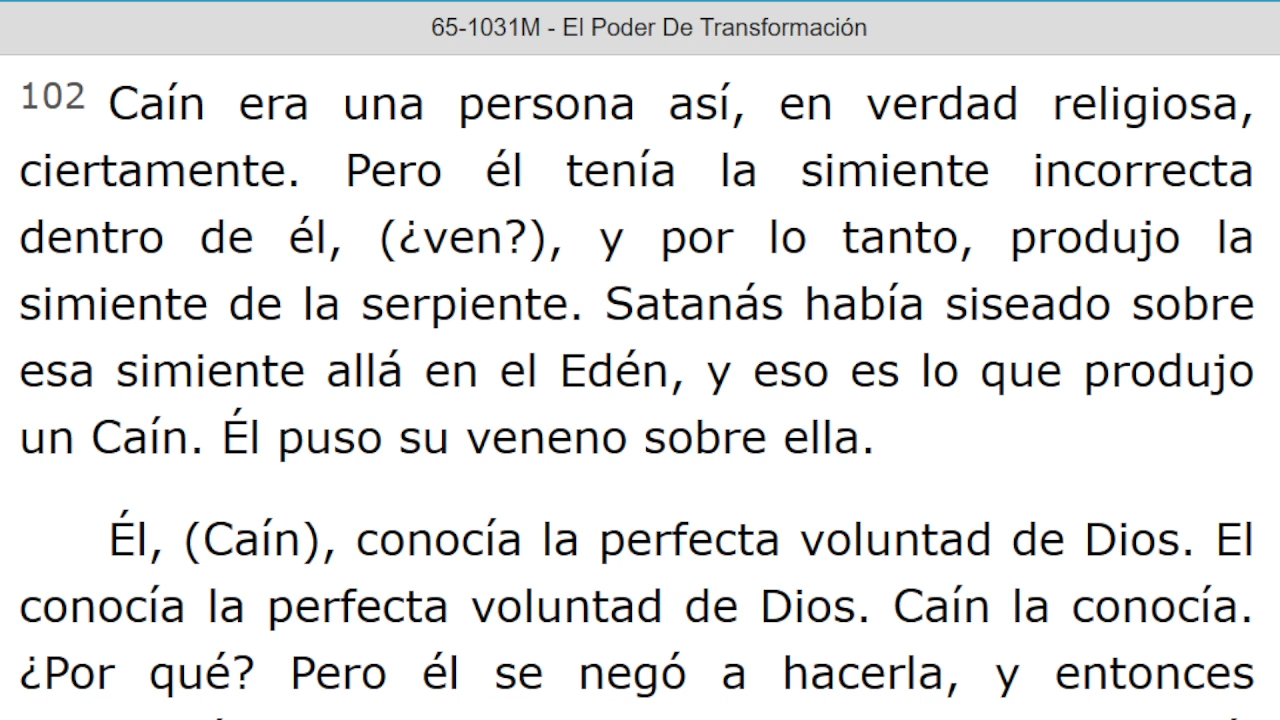 65-1031M - El Poder De Transformación
102 Caín era una persona así, en verdad religiosa,
ciertamente. Pero él tenía la simiente incorrecta
dentro de él, (¿ven?), y por lo tanto, produjo la
simiente de la serpiente. Satanás había siseado sobre
esa simiente allá en el Edén, y eso es lo que produjo
un Caín. Él puso su veneno sobre ella.
Él, (Caín), conocía la perfecta voluntad de Dios. El
conocía la perfecta voluntad de Dios. Caín la conocía.
¿Por qué? Pero él se negó a hacerla, y entonces